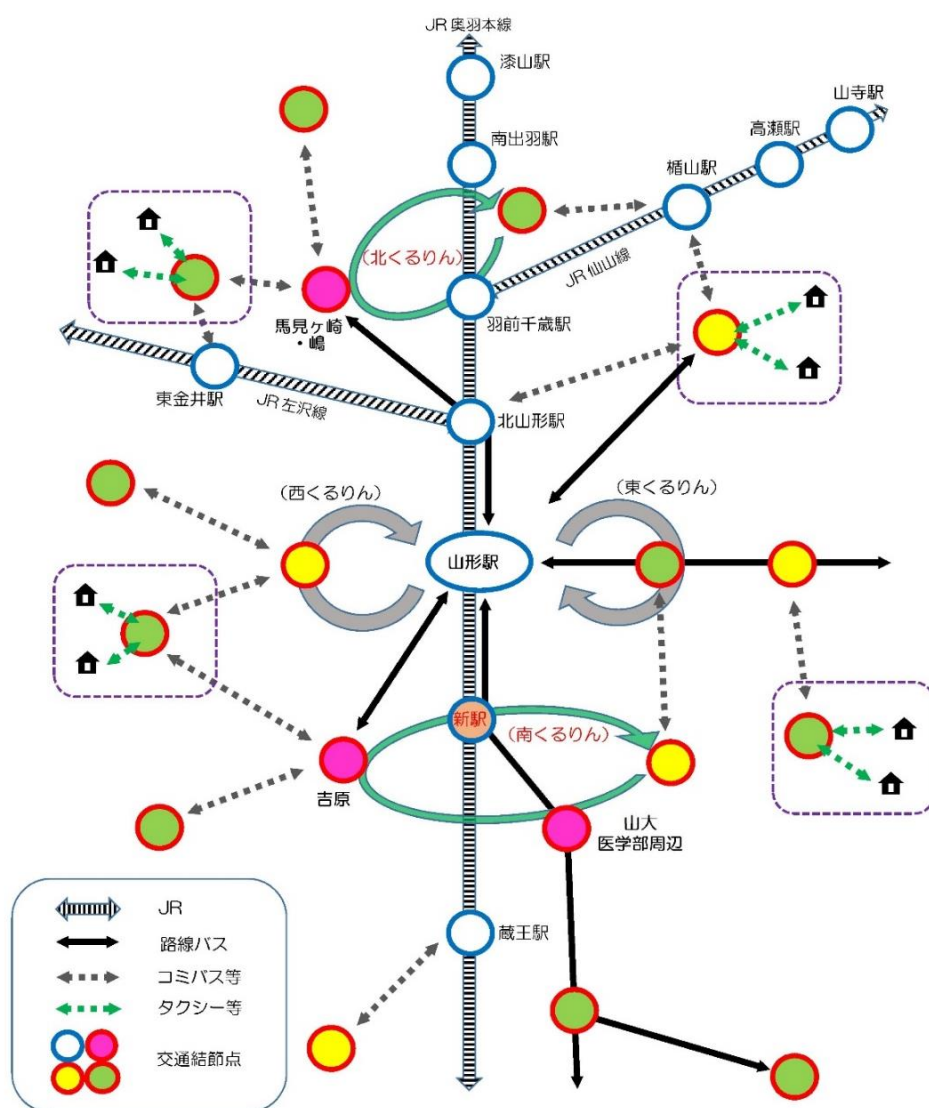 JR奥羽本線
漆山駅
山寺駅
高瀬駅
南出羽駅
楯山駅
(北くるりん)
JR仙山線
羽前千歳駅
馬見ヶ崎
・嶋
東金井駅
JR左沢線
北山形駅
(西くるりん)
(東くるりん)
山形駅
新駅
(南くるりん)
吉原
山大
医学部周辺
蔵王駅
JR
路線バス
コミバス等
タクシー等
交通結節点